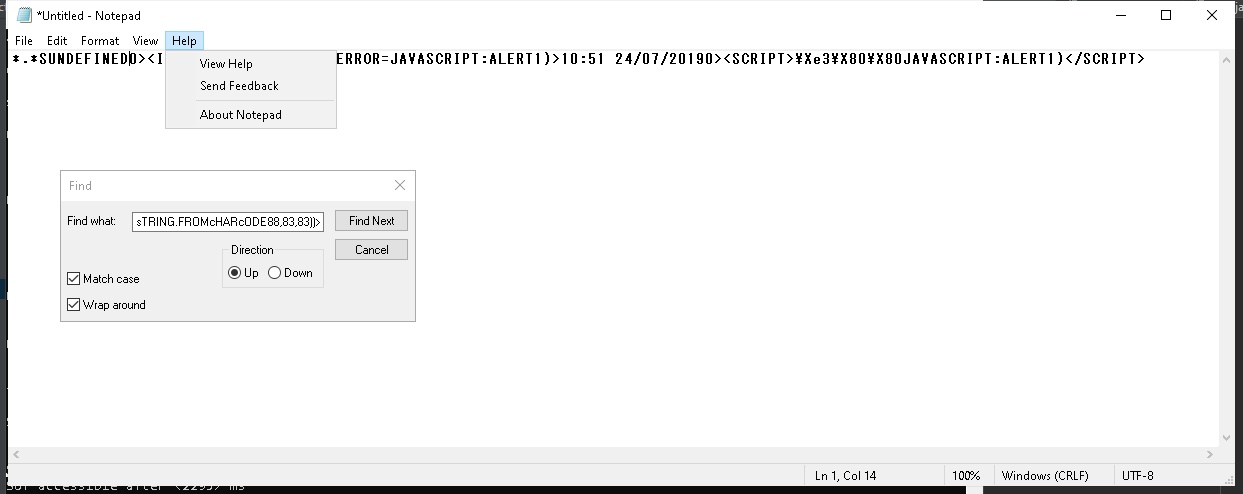 *Untitled - Notepad
File Edit Format View Help
*.*SUNDEFINEDO><I
ERROR=JAVASCRIPT:ALERT1)>10:51 24/07/20190><SCRIPT>¥Xe3¥X80¥X80JAVASCRIPT:ALERT1)</SCRIPT>
View Help
Send Feedback
About Notepad
Find
Find what: sTRING.FROMcHARcODE88,83,83))> Find Next
Direction Cancel
Up Down
Match case
Wrap around
Ln 1, Col 14 100% Windows (CRLF) UTF-8